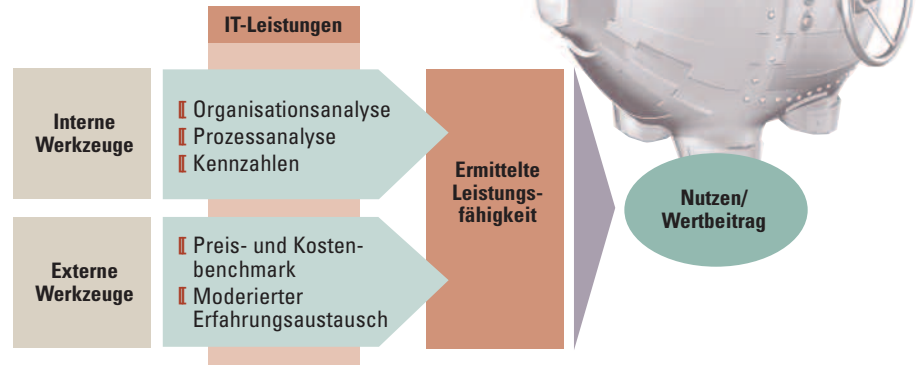 IT-Leistungen
Interne
Werkzeuge
Organisationsanalyse
Prozessanalyse
Kennzahlen
Externe
Werkzeuge
Preis- und Kosten-
benchmark
Moderierter
Erfahrungsaustausch
Ermittelte
Leistungs-
fähigkeit
Nutzen/
Wertbeitrag